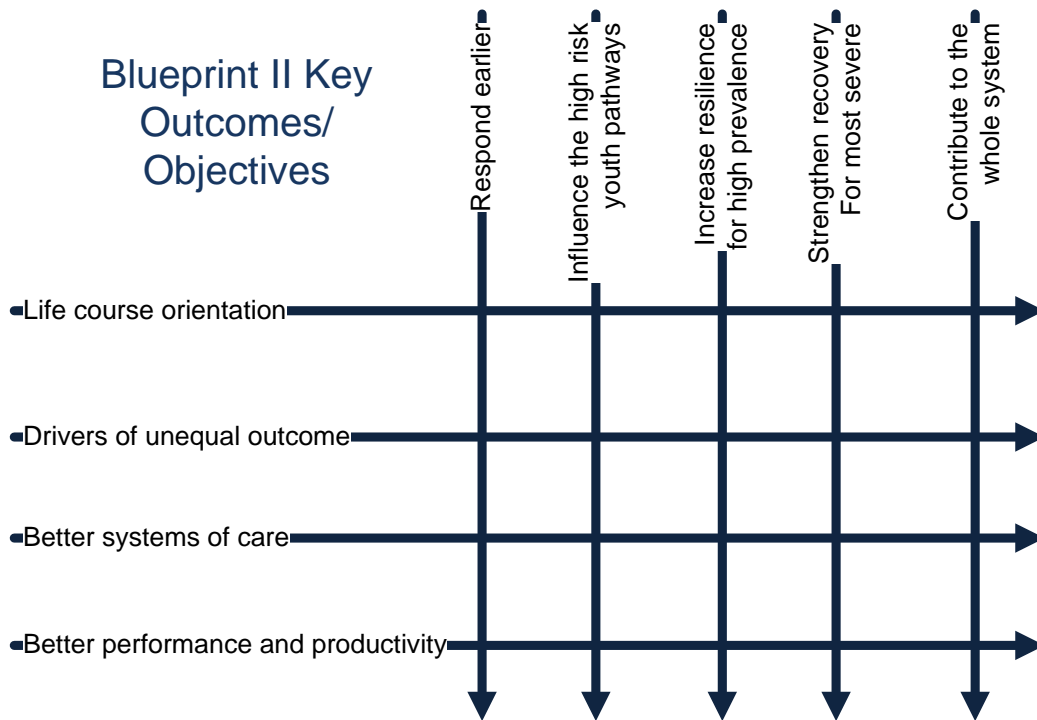 Blueprint II Key
Outcomes/
Objectives
Respond earlier
Influence the high risk
youth pathways
Increase resilience
for high prevalence
Strengthen recovery
For most severe
Contribute to the
whole system
Life course orientation
Drivers of unequal outcome
Better systems of care
Better performance and productivity